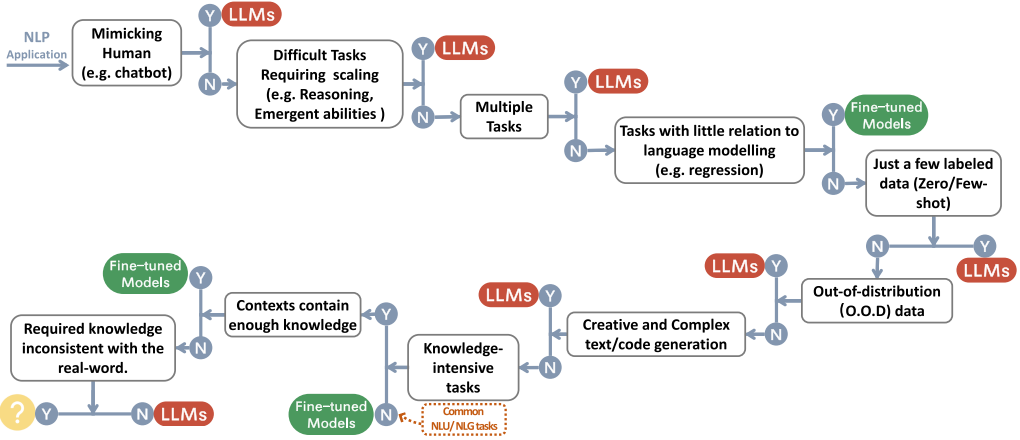 NLP
Application
Mimicking
Human
(e.g. chatbot)
Y
LLMs
N
Difficult Tasks
Requiring scaling
(e.g. Reasoning,
Emergent abilities )
Y
LLMs
N
Multiple
Tasks
Y
LLMs
N
Tasks with little relation to
language modelling
(e.g. regression)
Y
Fine-tuned
Models
N
Just a few labeled
data (Zero/Few-
shot)
N
Y
LLMs
Out-of-distribution
(O.O.D) data
Y
LLMs
N
Creative and Complex
text/code generation
Y
LLMs
N
Knowledge-
intensive
tasks
Y
N
Fine-tuned
Models
Common
NLU/ NLG tasks
Contexts contain
enough knowledge
Y
Fine-tuned
Models
N
Required knowledge
inconsistent with the
real-word.
?
Y
N
LLMs